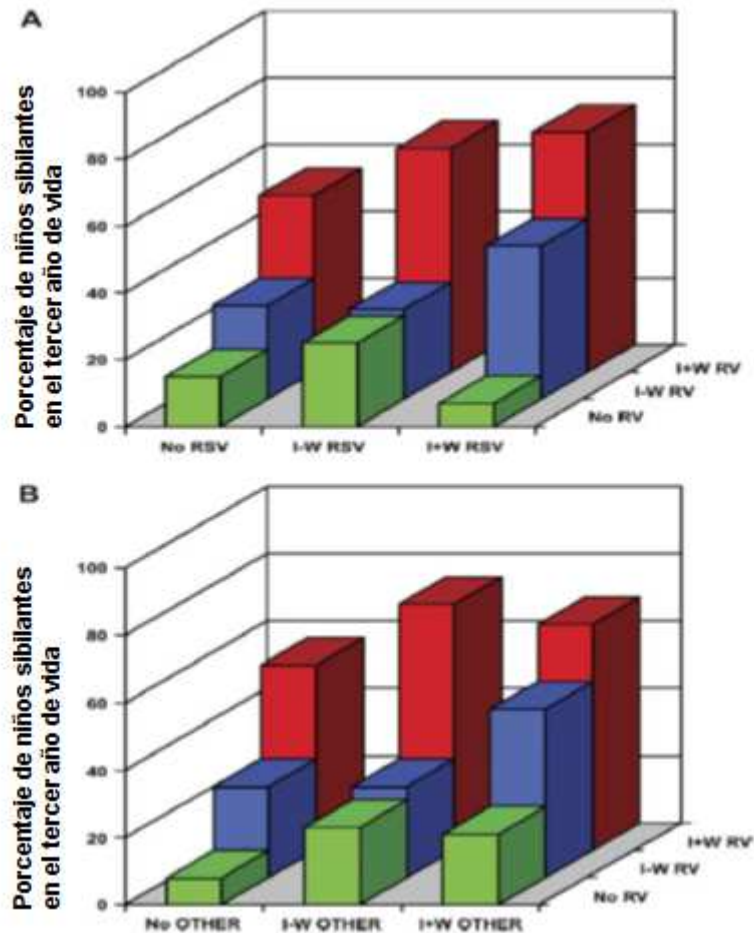 A
Porcentaje de niños sibilantes
en el tercer año de vida
100
80
60
40
20
0
No RSV
I-W RSV
I+W RSV
No RV
I-W RV
I+W RV
B
Porcentaje de niños sibilantes
en el tercer año de vida
100
80
60
40
20
0
No OTHER
I-W OTHER
I+W OTHER
No RV
I-W RV
I+W RV